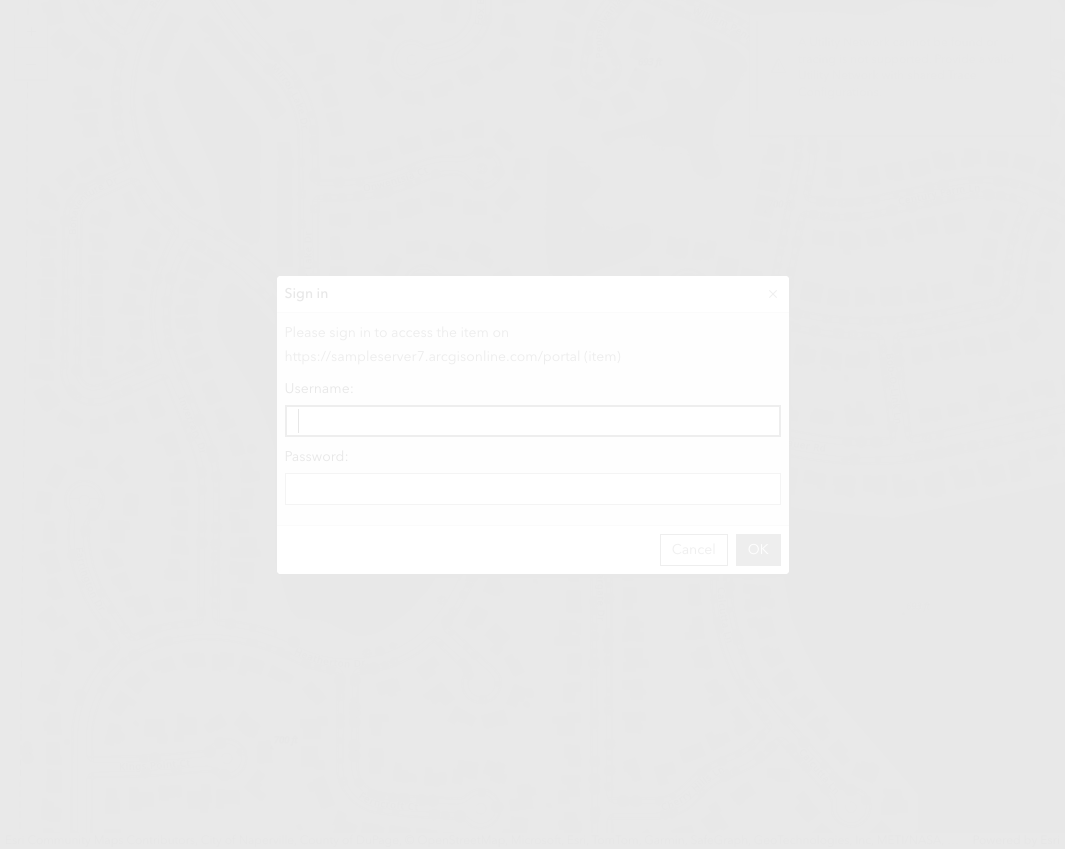 Sign in
×
Please sign in to access the item on
https://sampleserver7.arcgisonline.com/portal (item)
Username:
Password:
Cancel
OK